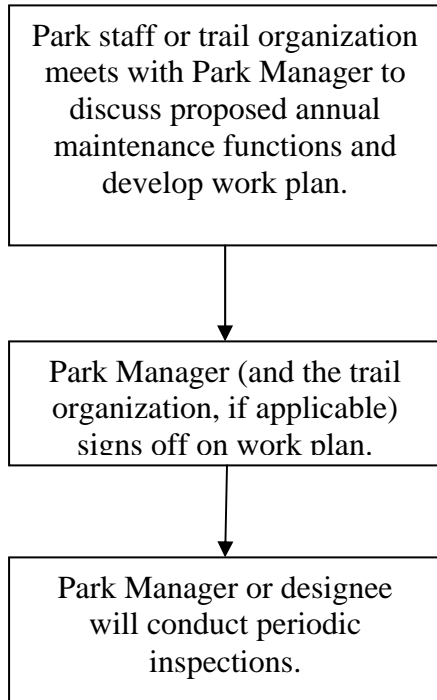 Park staff or trail organization
meets with Park Manager to
discuss proposed annual
maintenance functions and
develop work plan.
Park Manager (and the trail
organization, if applicable)
signs off on work plan.
Park Manager or designee
will conduct periodic
inspections.